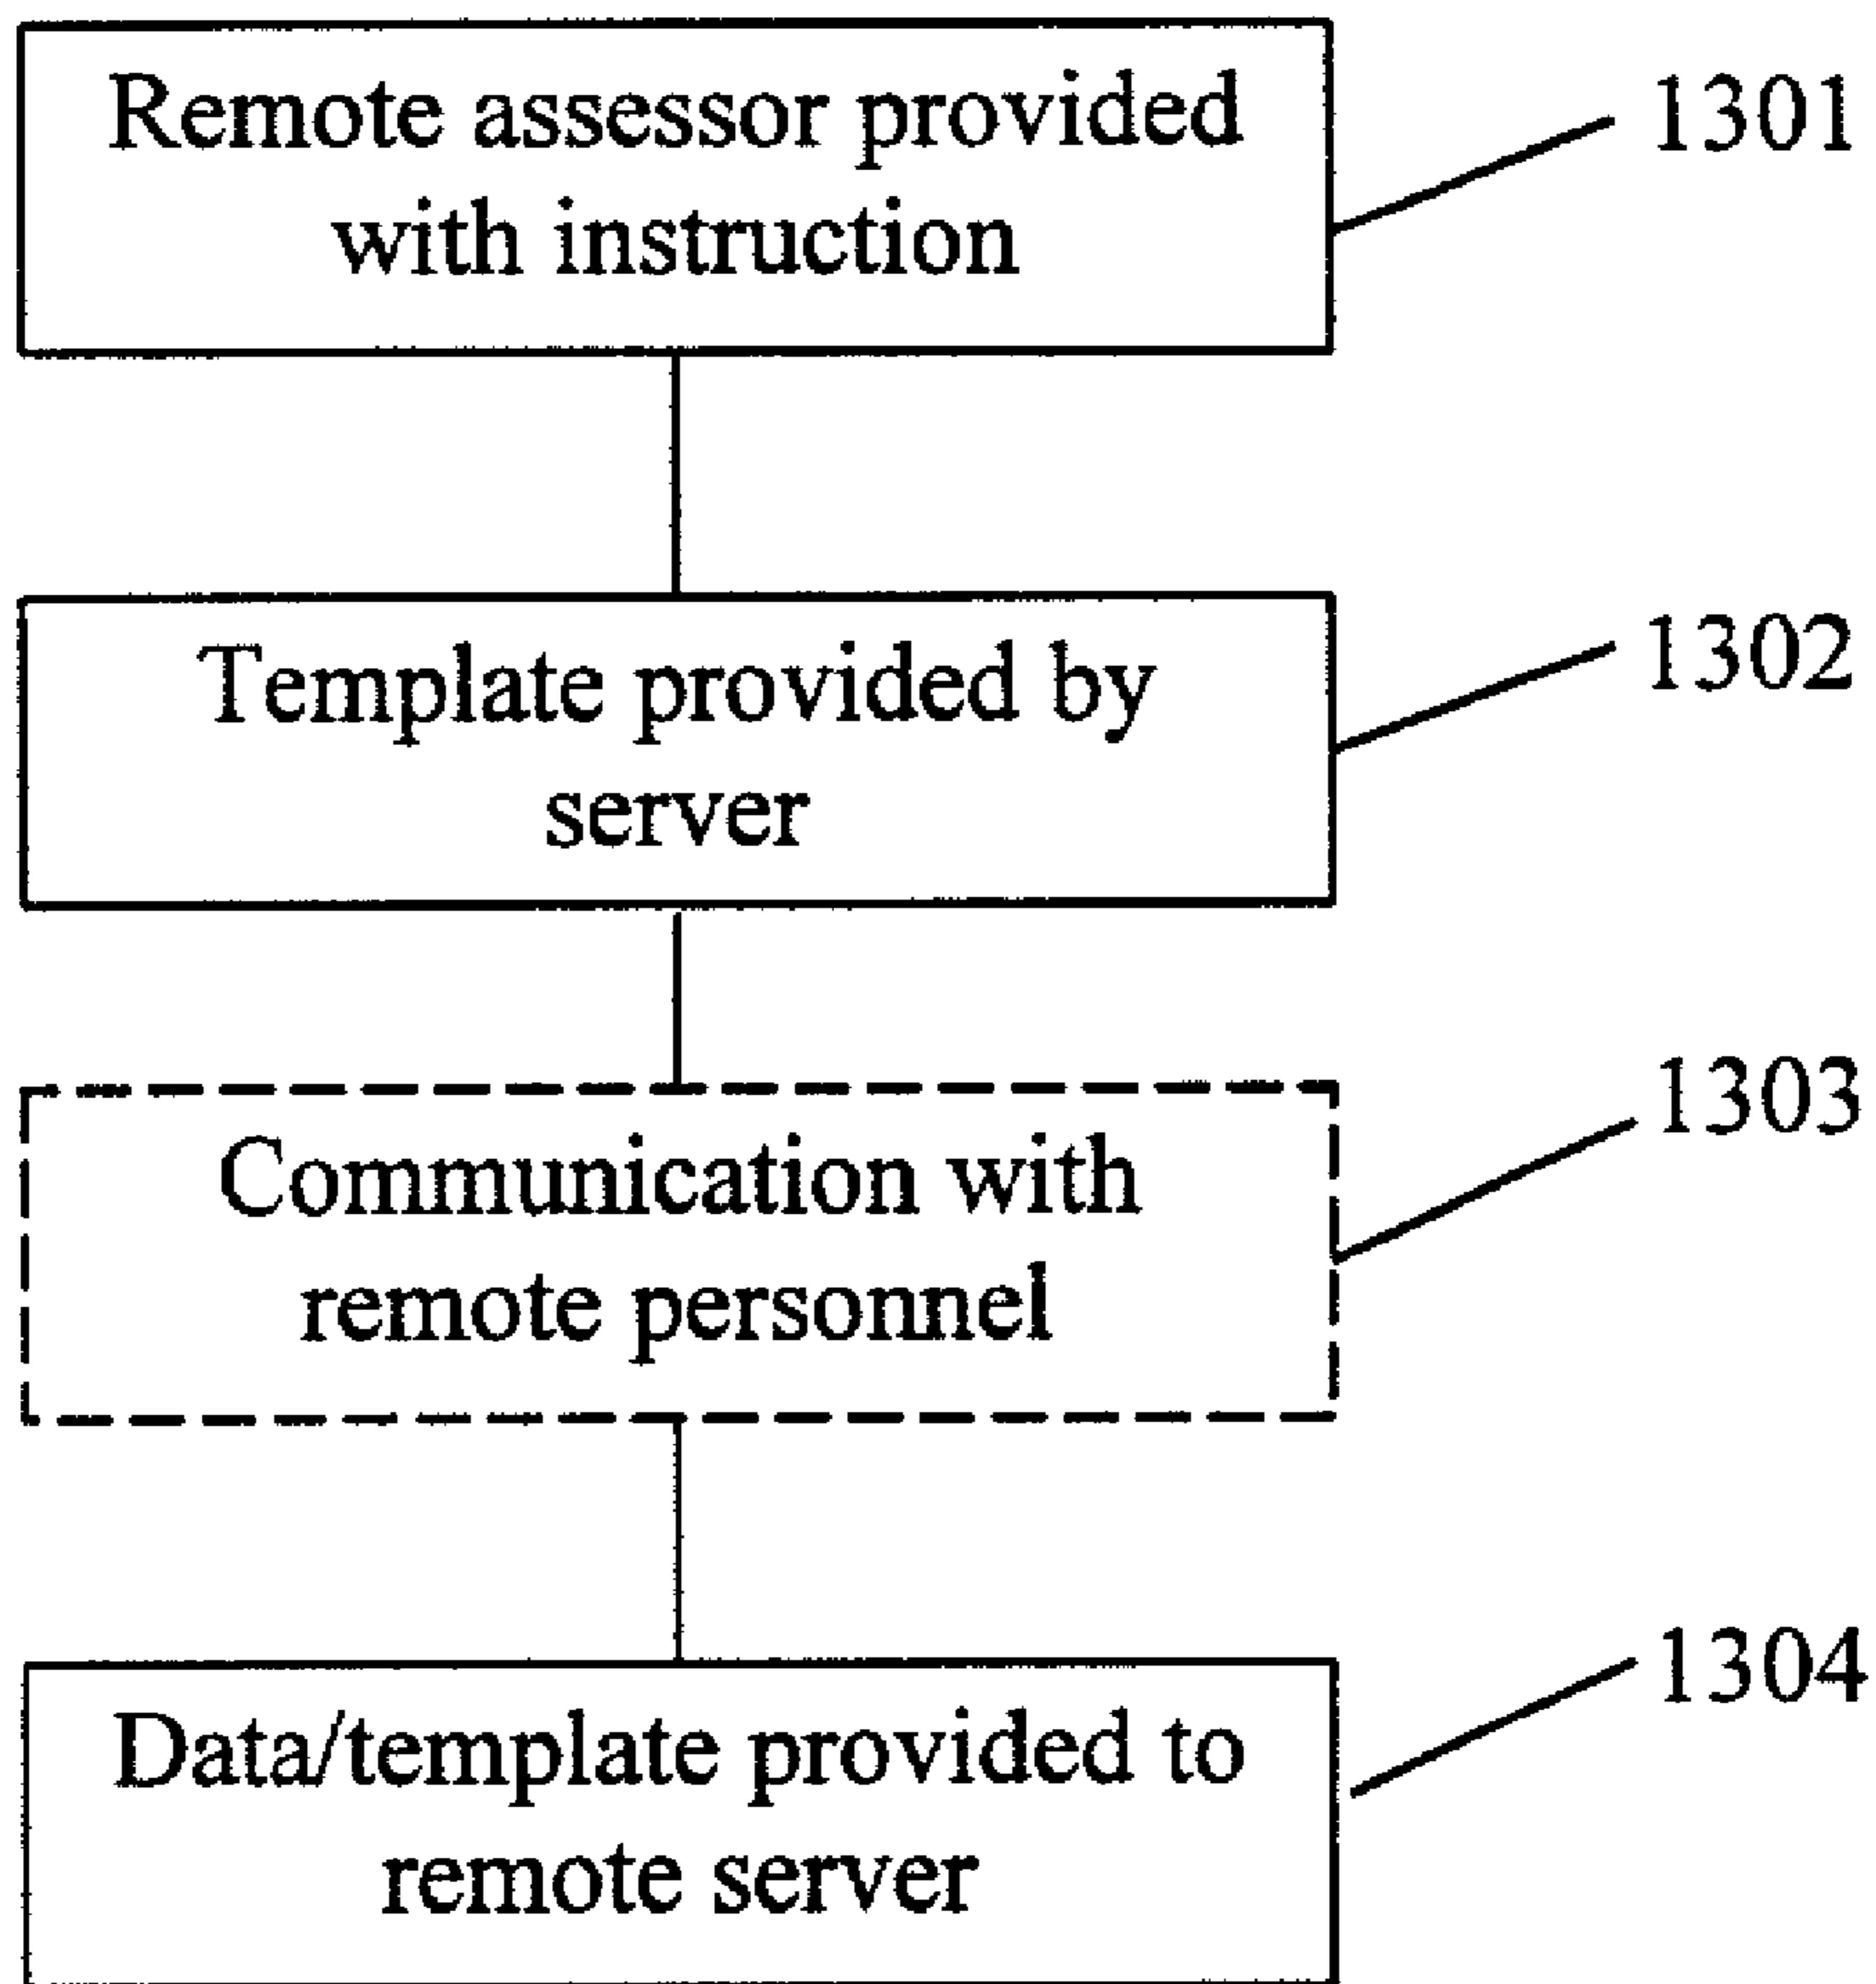 Remote assessor provided
with instruction
1301
Template provided by
server
1302
Communication with
remote personnel
1303
Data/template provided to
remote server
1304